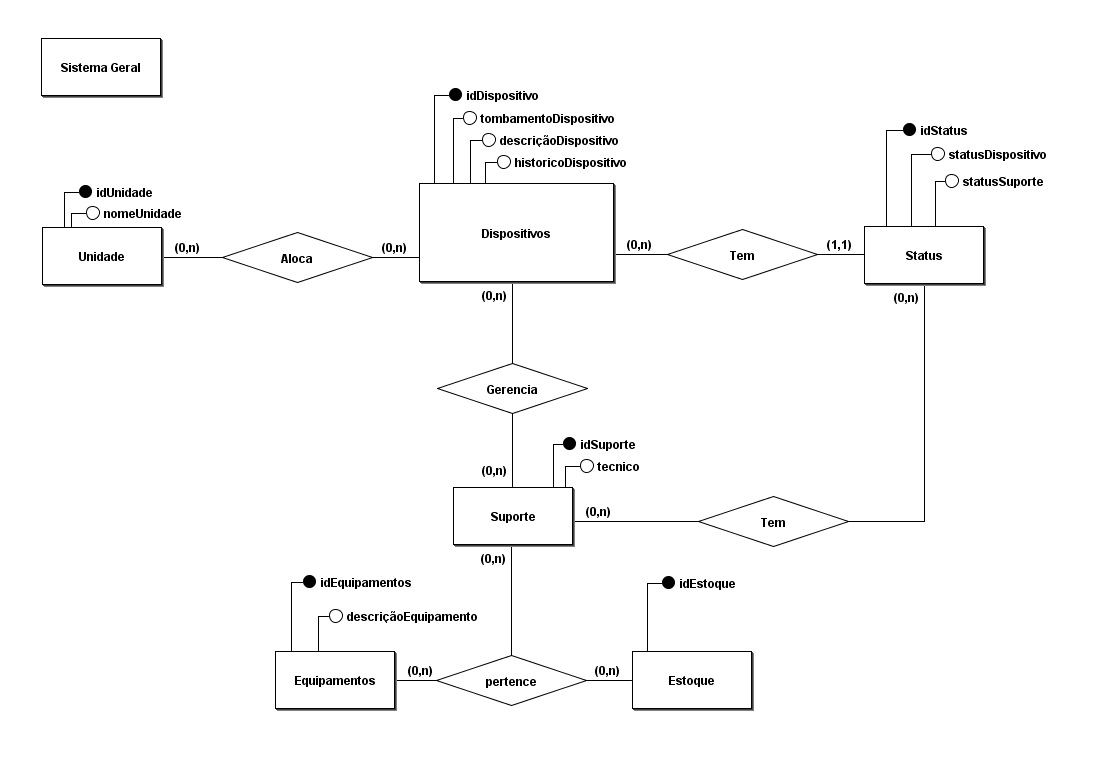 Sistema Geral
idDispositivo
tombamentoDispositivo
descriçãoDispositivo
historicoDispositivo
idStatus
statusDispositivo
statusSuporte
idUnidade
nomeUnidade
Unidade
(0,n)
Aloca
(0,n)
Dispositivos
(0,n)
Tem
(1,1)
Status
(0,n)
(0,n)
Gerencia
(0,n)
idSuporte
tecnico
Suporte
(0,n)
Tem
(0,n)
idEquipamentos
descriçãoEquipamento
idEstoque
Equipamentos
(0,n)
pertence
(0,n)
Estoque